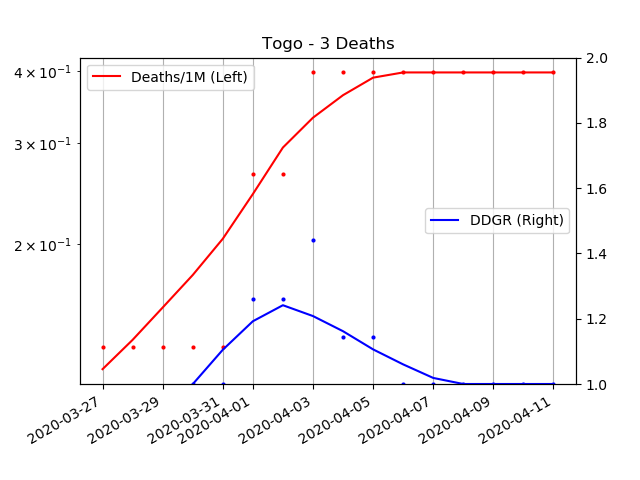 Togo - 3 Deaths
Deaths/1M (Left)
DDGR (Right)
4 × 10⁻¹
3 × 10⁻¹
2 × 10⁻¹
2.0
1.8
1.6
1.4
1.2
1.0
2020-03-27
2020-03-29
2020-03-31
2020-04-01
2020-04-03
2020-04-05
2020-04-07
2020-04-09
2020-04-11